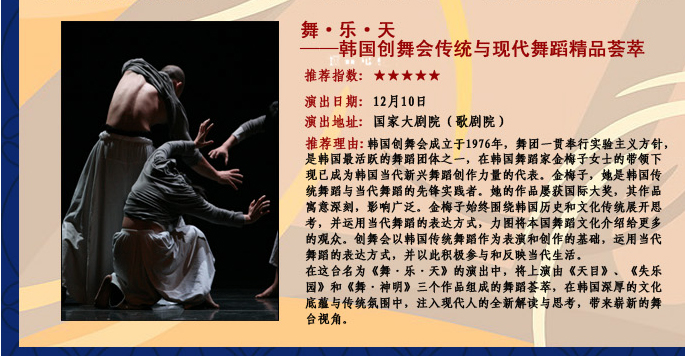 舞·乐·天
——韩国创舞会传统与现代舞蹈精品荟萃
推荐指数: ★★★★★
演出日期: 12月10日
演出地址: 国家大剧院（歌剧院）
推荐理由: 韩国创舞会成立于1976年，舞团一贯奉行实验主义方针，
是韩国最活跃的舞蹈团体之一，在韩国舞蹈家金梅子女士的带领下
现已成为韩国当代新兴舞蹈创作力量的代表。金梅子，她是韩国传
统舞蹈与当代舞蹈的先锋实践者。她的作品屡获国际大奖，其作品
寓意深刻，影响广泛。金梅子始终围绕韩国历史和文化传统展开思
考，并运用当代舞蹈的表达方式，力图将本国舞蹈文化介绍给更多
的观众。创舞会以韩国传统舞蹈作为表演和创作的基础，运用当代
舞蹈的表达方式，并以此积极参与和反映当代生活。
在这台名为《舞·乐·天》的演出中，将上演由《天目》、《失乐
园》和《舞·神明》三个作品组成的舞蹈荟萃，在韩国深厚的文化
底蕴与传统氛围中，注入现代人的全新解读与思考，带来崭新的舞
台视角。